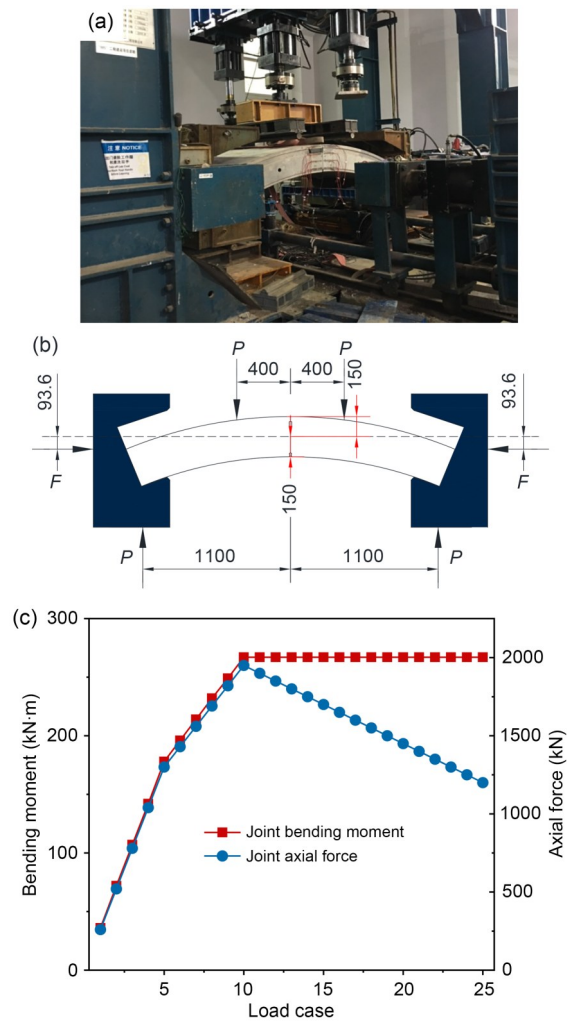 (a)
注意 NOTICE
(b)
P
P
400
400
150
93.6
93.6
F
F
150
P
P
1100
1100
(c)
300
200
100
0
2000
1500
1000
500
0
Bending moment (kN·m)
Axial force (kN)
Joint bending moment
Joint axial force
5
10
15
20
25
Load case